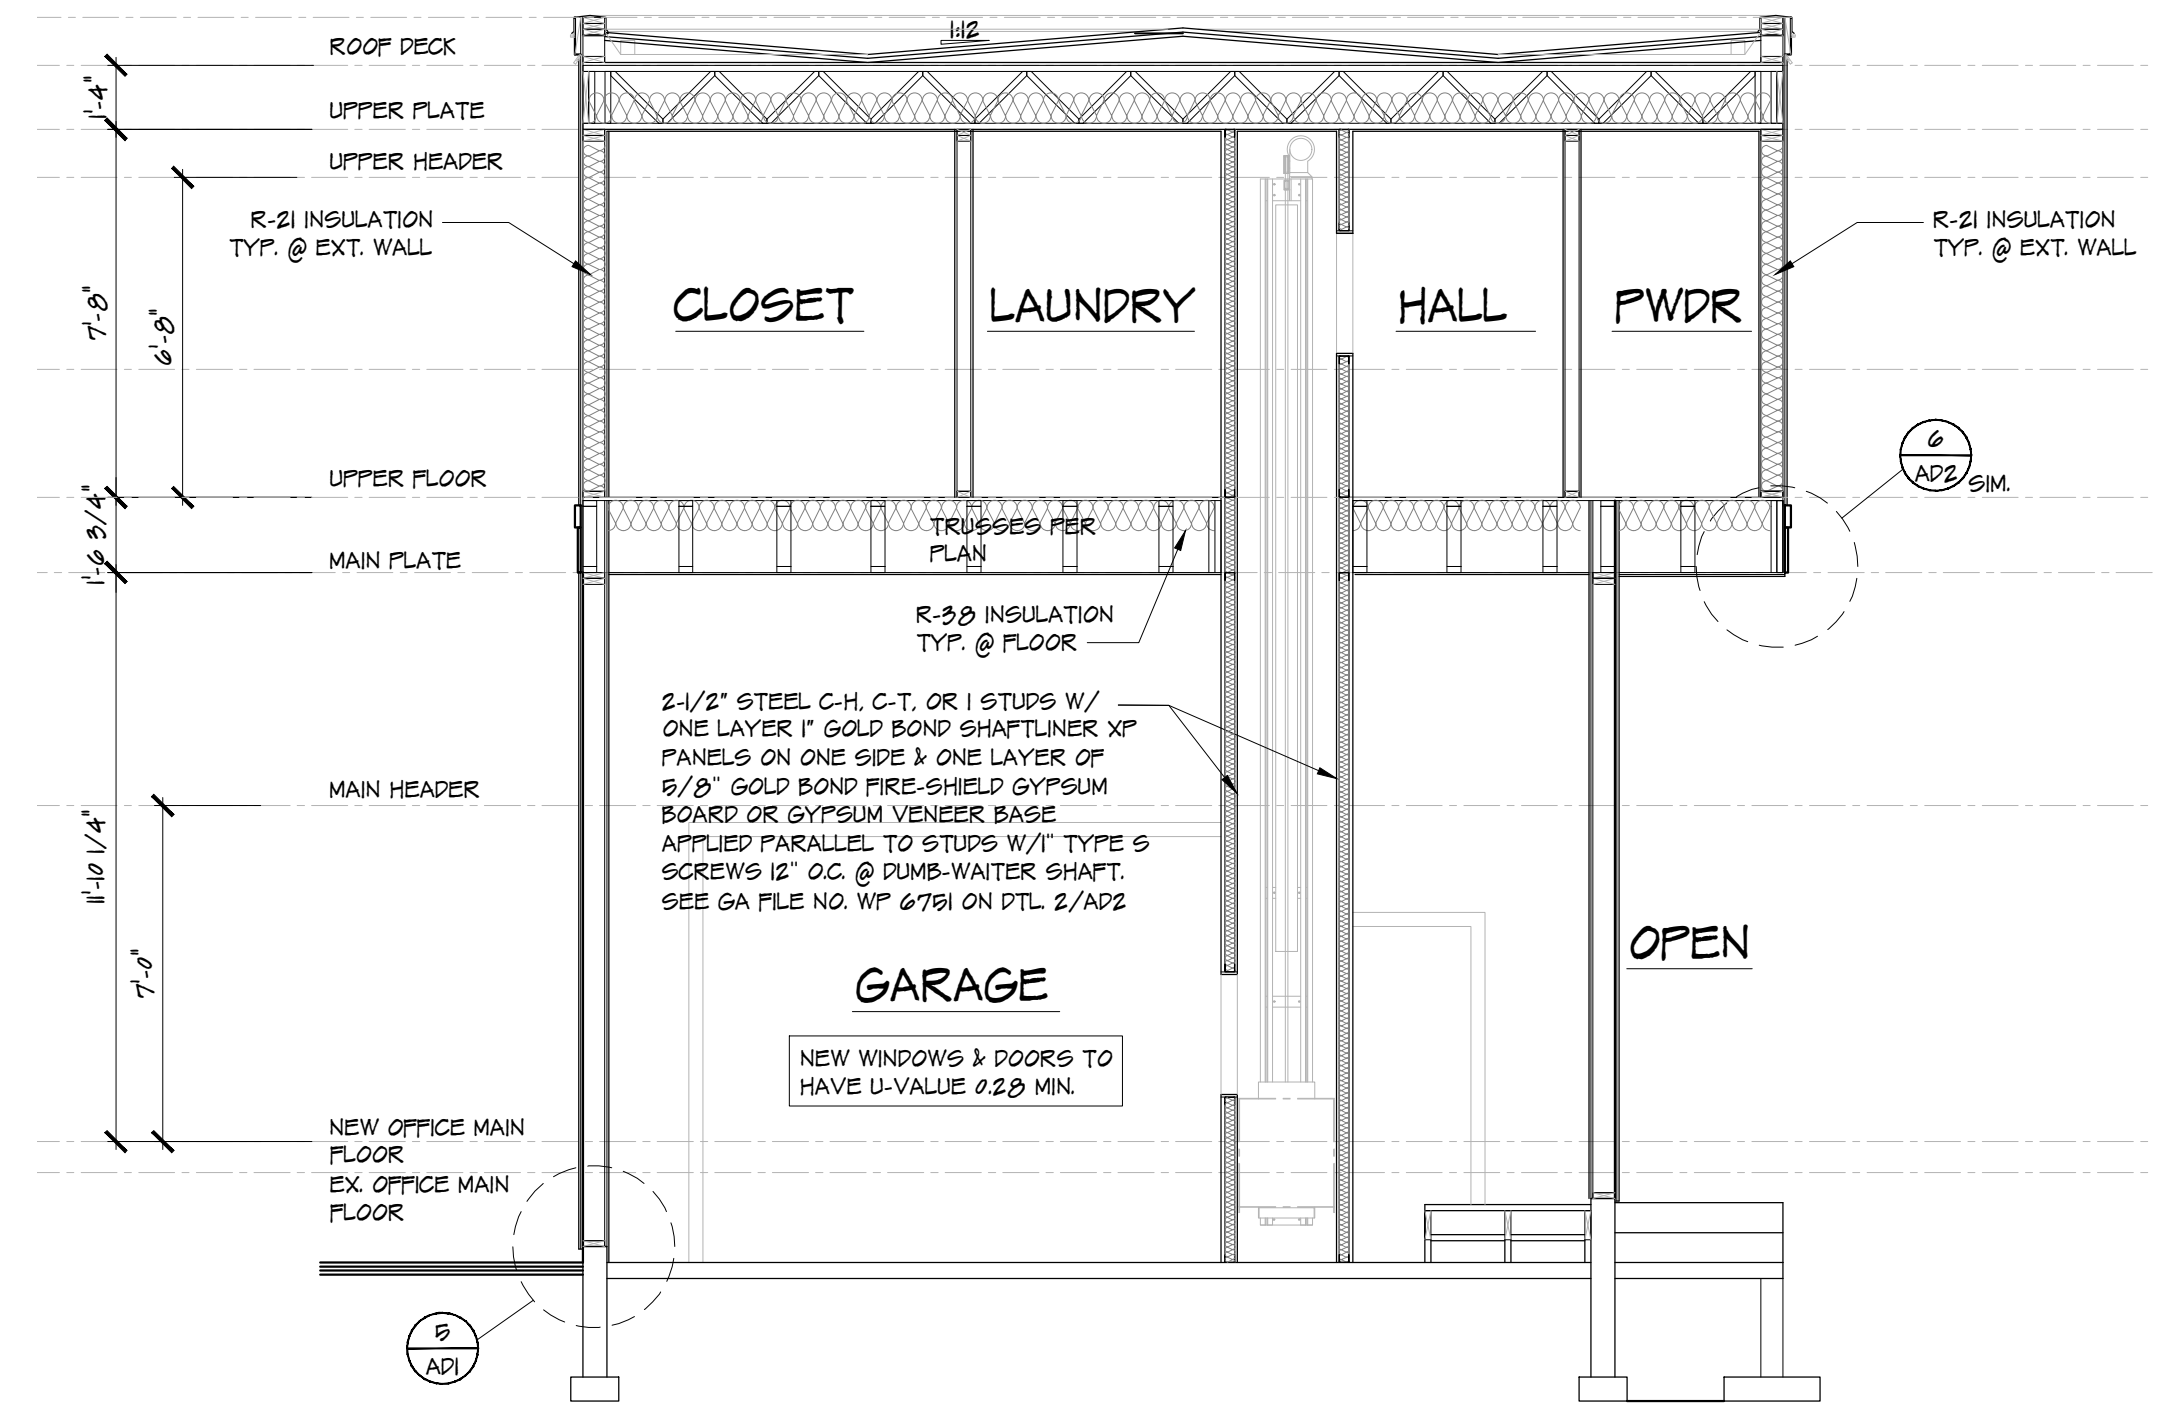 1:12
ROOF DECK
1'-4"
UPPER PLATE
UPPER HEADER
R-21 INSULATION
TYP. @ EXT. WALL
R-21 INSULATION
TYP. @ EXT. WALL
7'-8"
6'-8"
CLOSET
LAUNDRY
HALL
PWDR
6
AD2
SIM.
UPPER FLOOR
1'-6 3/4"
TRUSSES PER
PLAN
MAIN PLATE
R-38 INSULATION
TYP. @ FLOOR
2-1/2" STEEL C-H, C-T, OR I STUDS W/
ONE LAYER 1" GOLD BOND SHAFTLINER XP
PANELS ON ONE SIDE & ONE LAYER OF
5/8" GOLD BOND FIRE-SHIELD GYPSUM
BOARD OR GYPSUM VENEER BASE
APPLIED PARALLEL TO STUDS W/1" TYPE S
SCREWS 12" O.C. @ DUMB-WAITER SHAFT.
SEE GA FILE NO. WP 6751 ON DTL. 2/AD2
MAIN HEADER
11'-10 1/4"
7'-0"
GARAGE
OPEN
NEW WINDOWS & DOORS TO
HAVE U-VALUE 0.28 MIN.
NEW OFFICE MAIN
FLOOR
EX. OFFICE MAIN
FLOOR
5
AD1